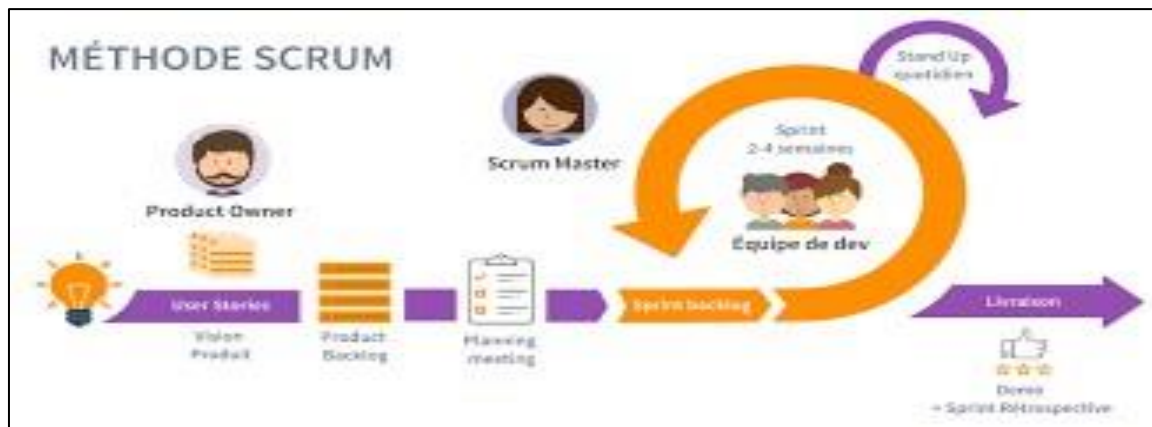 MÉTHODE SCRUM
Stand Up
quotidien
Sprint
2-4 semaines
Scrum Master
Product Owner
Équipe de dev
User Stories
Sprint backlog
Livraison
Vision
Produit
Product
Backlog
Planning
meeting
Demo
+ Sprint Rétrospective